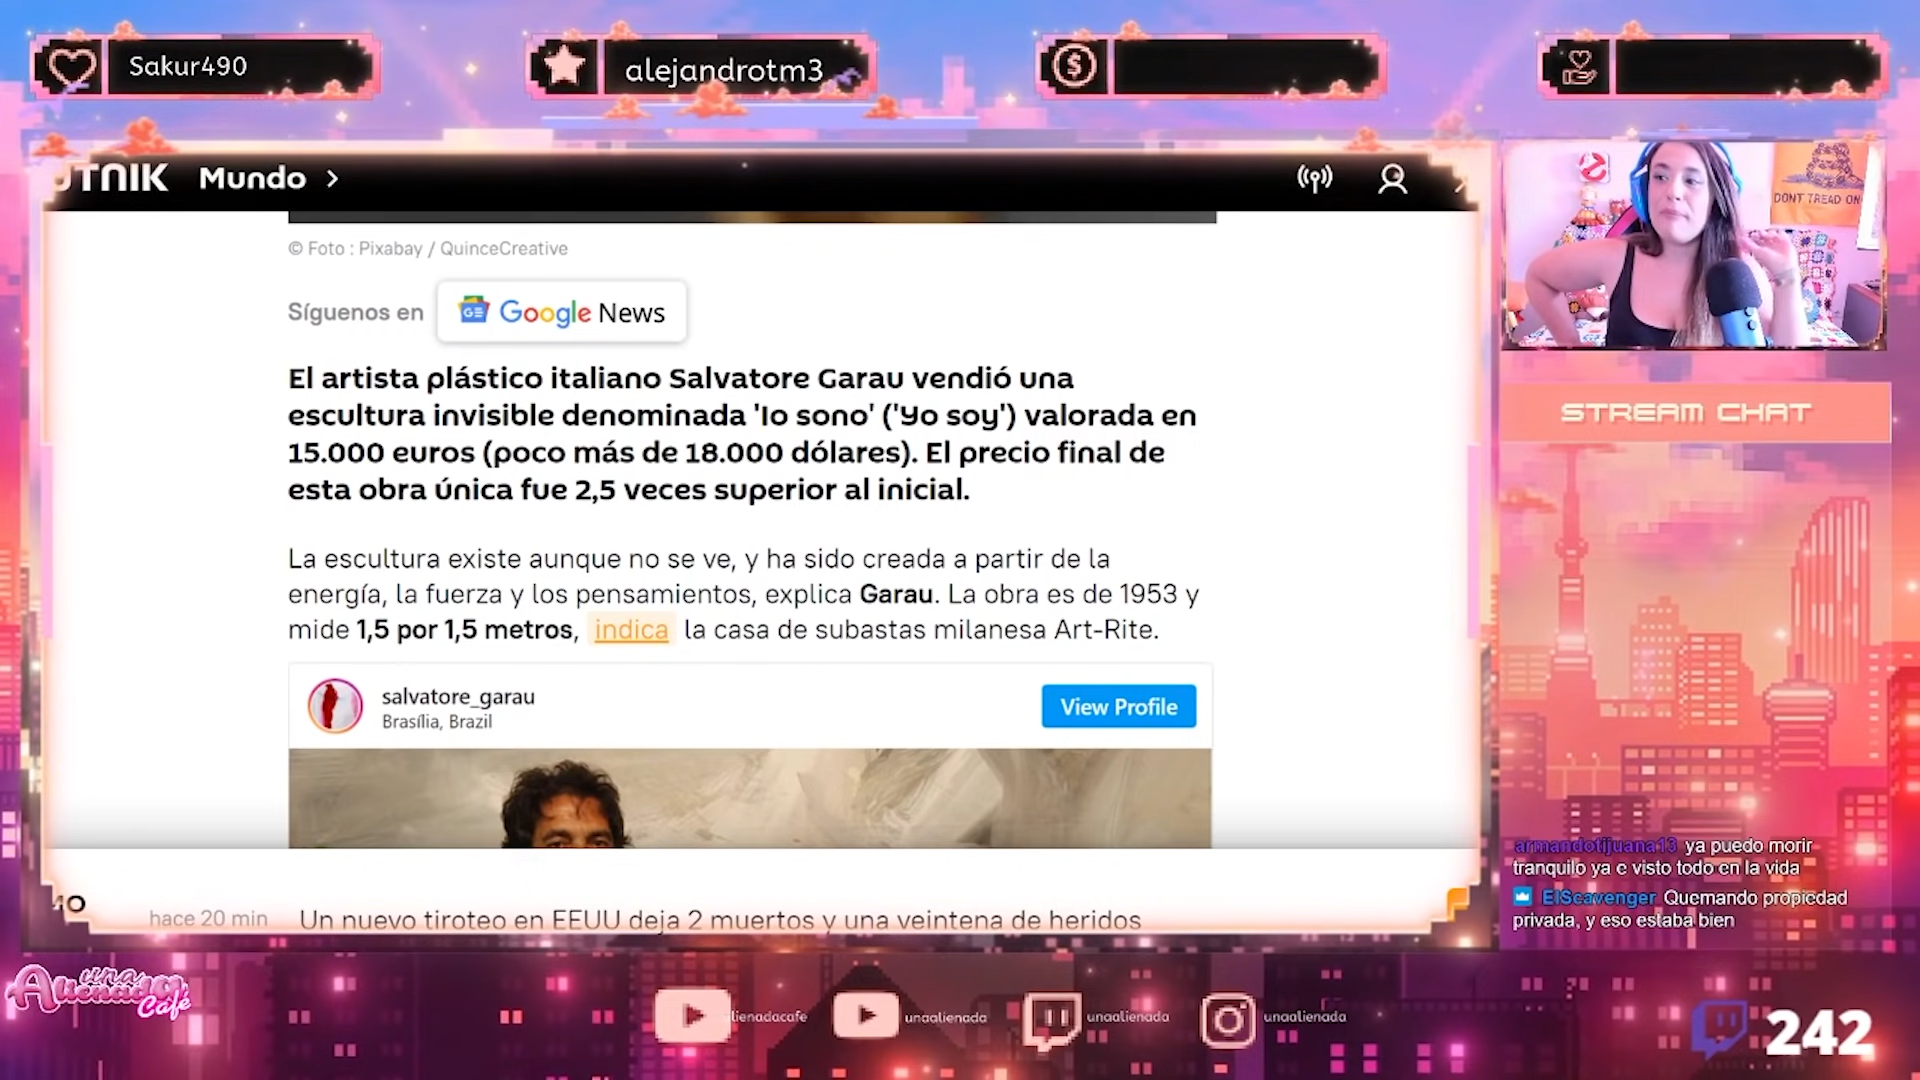 Sakur490
alejandrotm3
UTNIK Mundo >
© Foto : Pixabay / QuinceCreative
Síguenos en Google News
El artista plástico italiano Salvatore Garau vendió una
escultura invisible denominada 'Io sono' ('Yo soy') valorada en
15.000 euros (poco más de 18.000 dólares). El precio final de
esta obra única fue 2,5 veces superior al inicial.
La escultura existe aunque no se ve, y ha sido creada a partir de la
energía, la fuerza y los pensamientos, explica Garau. La obra es de 1953 y
mide 1,5 por 1,5 metros, indica la casa de subastas milanesa Art-Rite.
salvatore_garau
Brasília, Brazil
View Profile
hace 20 min Un nuevo tiroteo en EEUU deja 2 muertos y una veintena de heridos
DONT TREAD ON
STREAM CHAT
armandotijuana13 ya puedo morir
tranquilo ya e visto todo en la vida
ElScavenger Quemando propiedad
privada, y eso estaba bien
una
Alienada
Café
lienadacafe
unaalienada
unaalienada
unaalienada
242